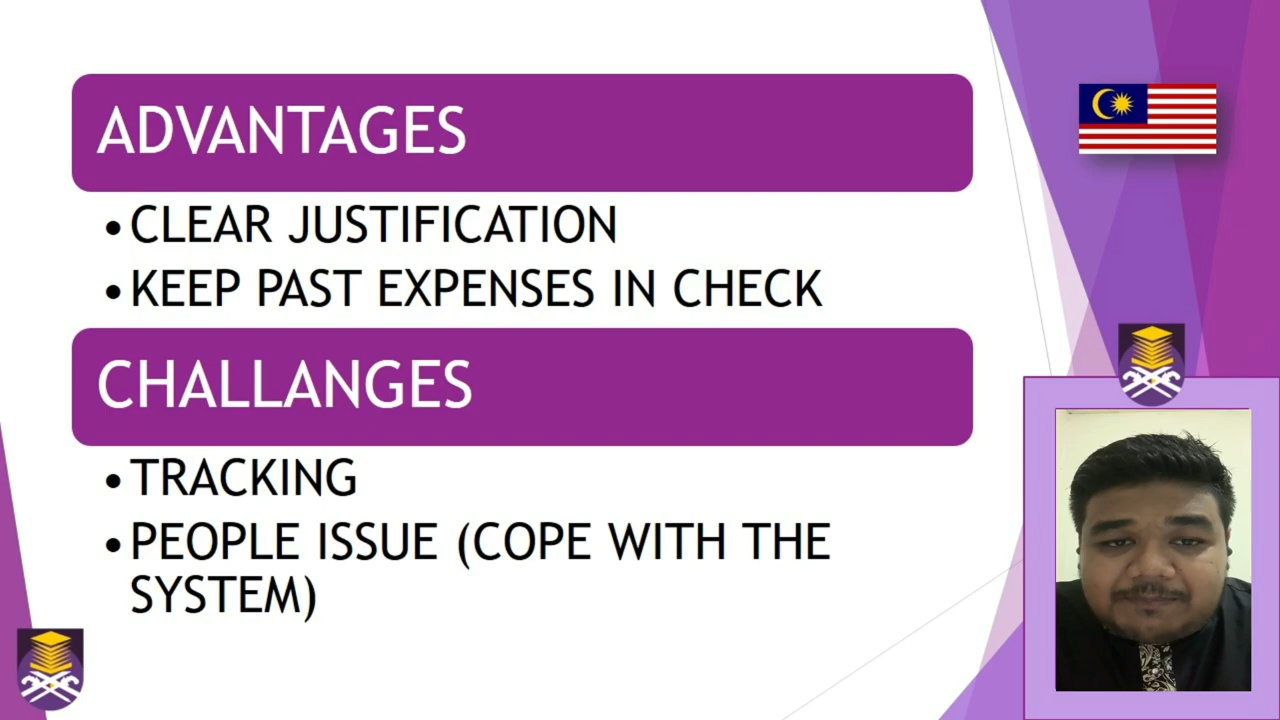 ADVANTAGES
•CLEAR JUSTIFICATION
•KEEP PAST EXPENSES IN CHECK
CHALLANGES
•TRACKING
•PEOPLE ISSUE (COPE WITH THE
SYSTEM)